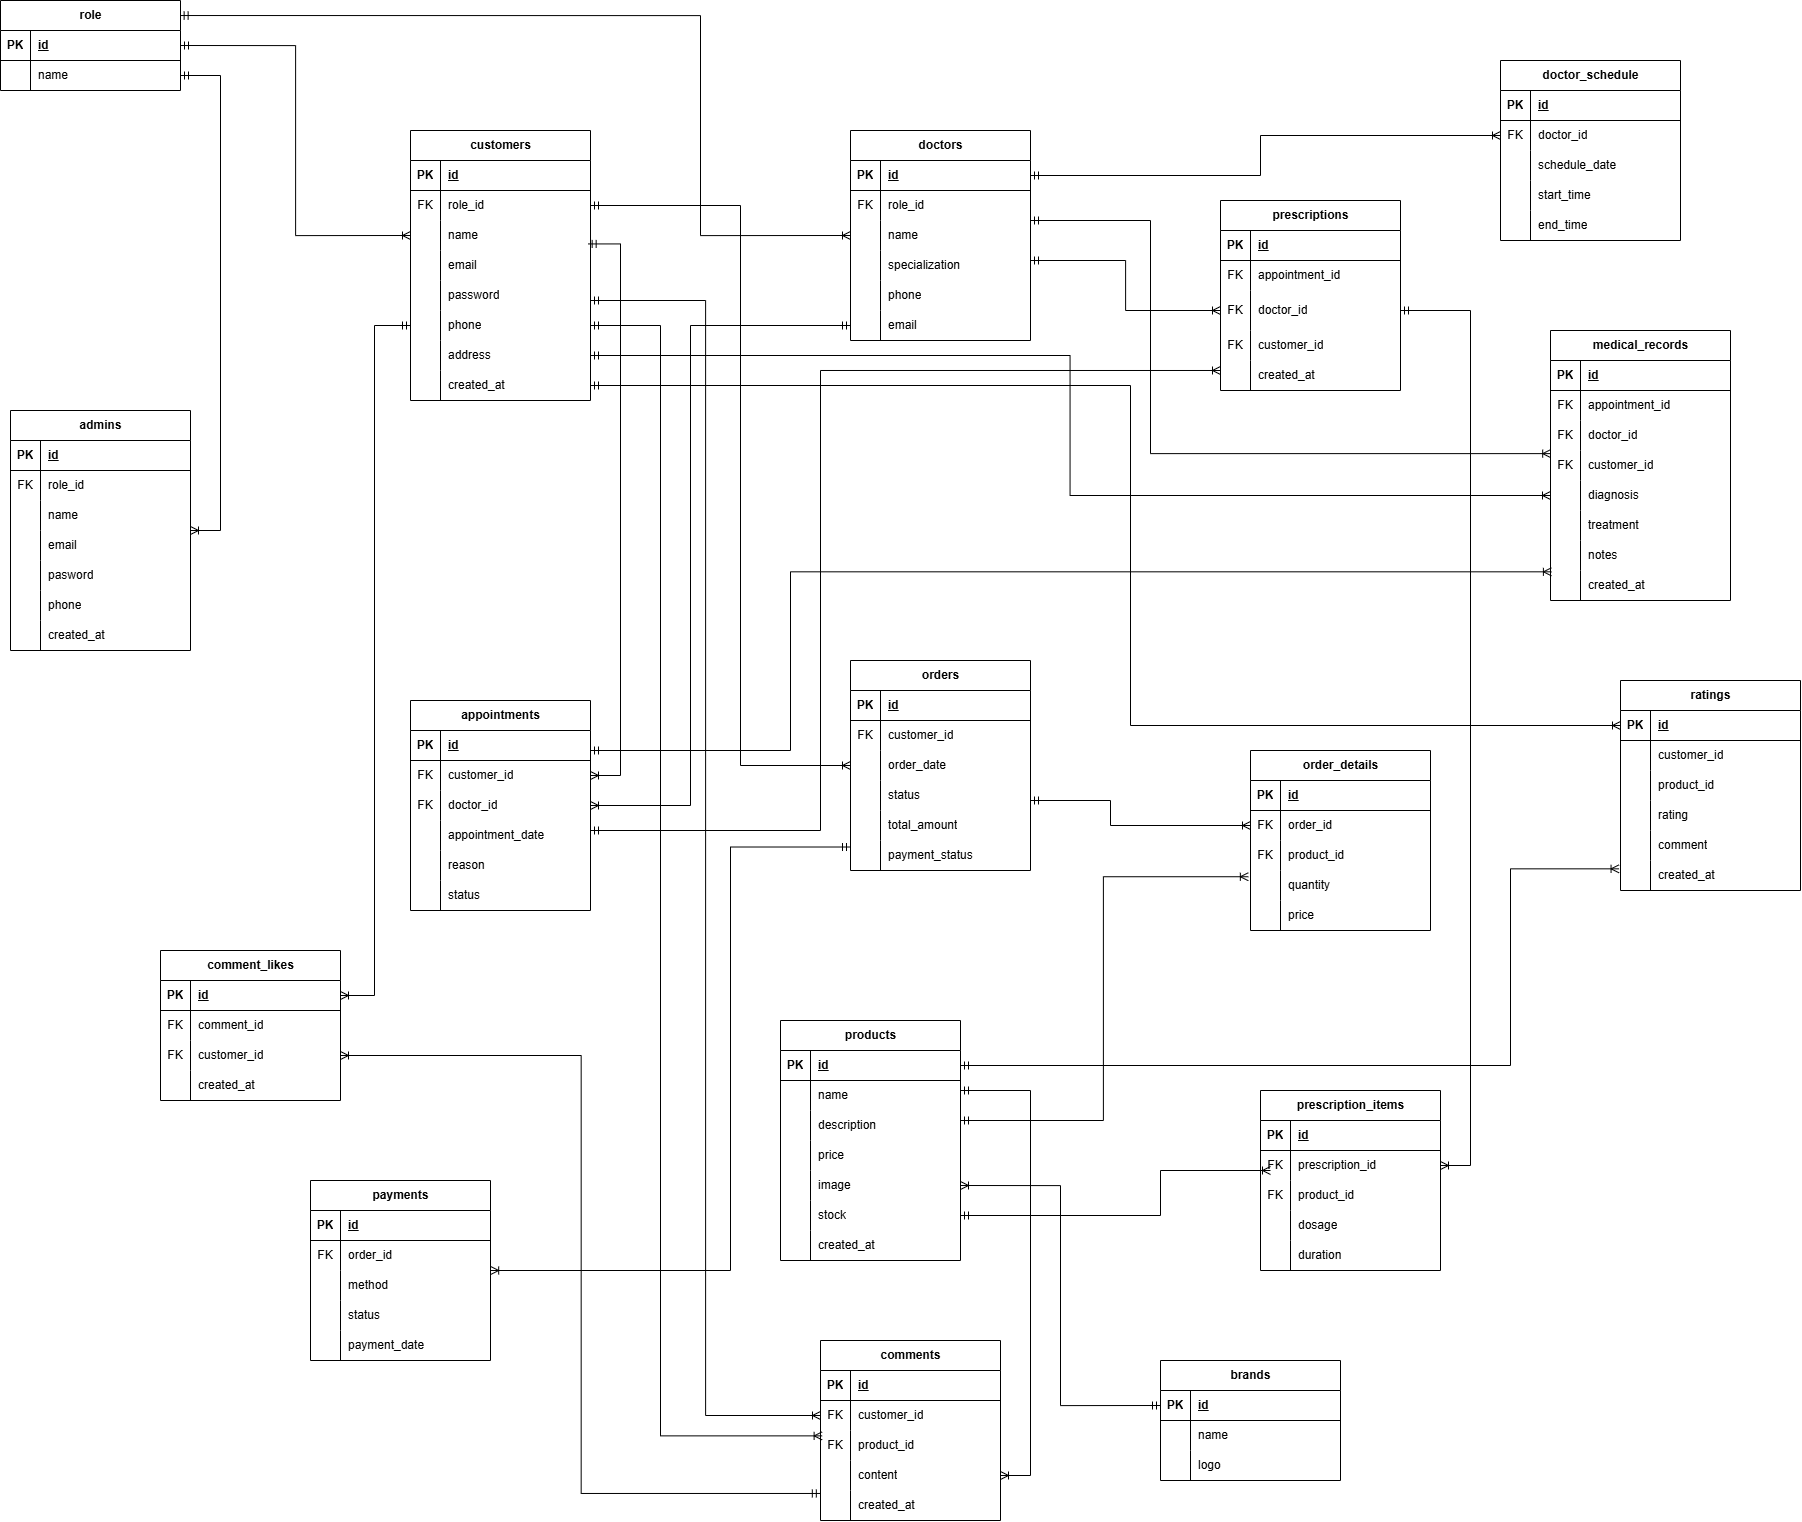 role
PK id
name
customers
PK id
FK role_id
name
email
password
phone
address
created_at
doctors
PK id
FK role_id
name
specialization
phone
email
doctor_schedule
PK id
FK doctor_id
schedule_date
start_time
end_time
prescriptions
PK id
FK appointment_id
FK doctor_id
FK customer_id
created_at
medical_records
PK id
FK appointment_id
FK doctor_id
FK customer_id
diagnosis
treatment
notes
created_at
admins
PK id
FK role_id
name
email
pasword
phone
created_at
appointments
PK id
FK customer_id
FK doctor_id
appointment_date
reason
status
orders
PK id
FK customer_id
order_date
status
total_amount
payment_status
order_details
PK id
FK order_id
FK product_id
quantity
price
ratings
PK id
customer_id
product_id
rating
comment
created_at
comment_likes
PK id
FK comment_id
FK customer_id
created_at
products
PK id
name
description
price
image
stock
created_at
prescription_items
PK id
FK prescription_id
FK product_id
dosage
duration
payments
PK id
FK order_id
method
status
payment_date
comments
PK id
FK customer_id
FK product_id
content
created_at
brands
PK id
name
logo